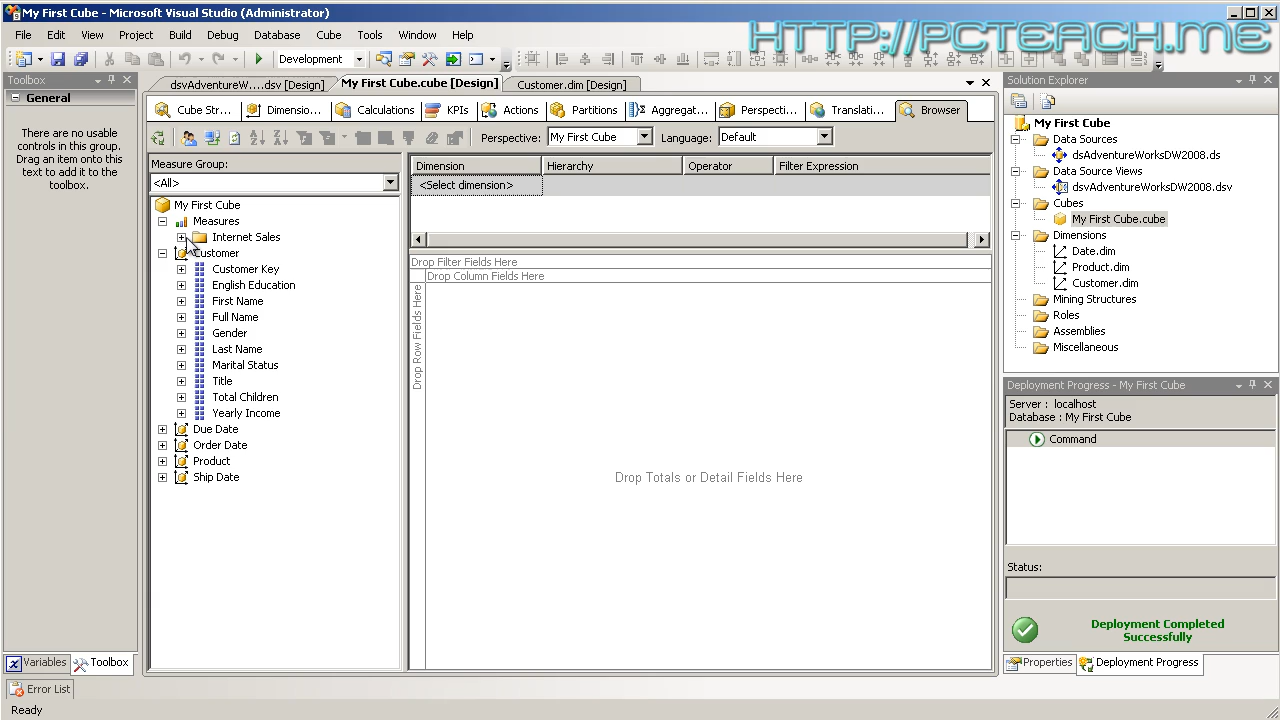 My First Cube - Microsoft Visual Studio (Administrator)
File Edit View Project Build Debug Database Cube Tools Window Help
HTTP://PCTEACH.ME
Development
Toolbox
General
There are no usable
controls in this group.
Drag an item onto this
text to add it to the
toolbox.
Variables Toolbox
Error List
Ready
dsvAdventureW....dsv [Design] My First Cube.cube [Design] Customer.dim [Design]
Cube Str... Dimensio... Calculations KPIs Actions Partitions Aggregat... Perspecti... Translati... Browser
Perspective: My First Cube Language: Default
Measure Group:
<All>
My First Cube
Measures
Internet Sales
Customer
Customer Key
English Education
First Name
Full Name
Gender
Last Name
Marital Status
Title
Total Children
Yearly Income
Due Date
Order Date
Product
Ship Date
Dimension Hierarchy Operator Filter Expression
<Select dimension>
Drop Filter Fields Here
Drop Column Fields Here
Drop Row Fields Here
Drop Totals or Detail Fields Here
Solution Explorer
My First Cube
Data Sources
dsAdventureWorksDW2008.ds
Data Source Views
dsvAdventureWorksDW2008.dsv
Cubes
My First Cube.cube
Dimensions
Date.dim
Product.dim
Customer.dim
Mining Structures
Roles
Assemblies
Miscellaneous
Deployment Progress - My First Cube
Server : localhost
Database : My First Cube
Command
Status:
Deployment Completed
Successfully
Properties Deployment Progress